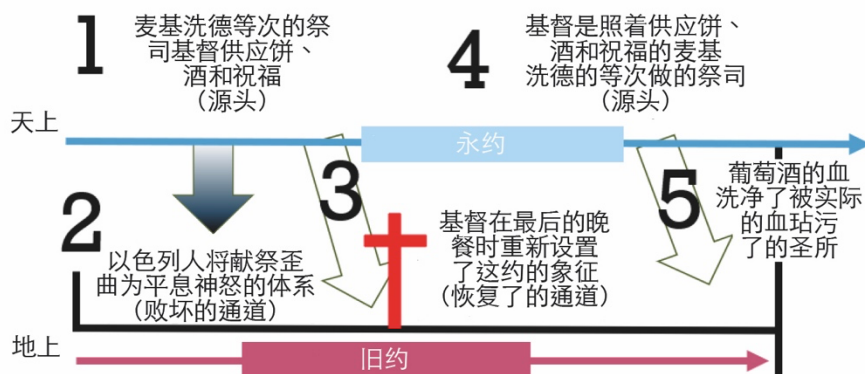 1
麦基洗德等次的祭
司基督供应饼、
酒和祝福
（源头）
4
基督是照着供应饼、
酒和祝福的麦基
洗德的等次做的祭司
（源头）
天上
永约
2
以色列人将献祭歪
曲为平息神怒的体系
（败坏的通道）
3
基督在最后的晚
餐时重新设置
了这约的象征
（恢复了的通道）
5
葡萄酒的血
洗净了被实际
的血玷污
了的圣所
地上
旧约